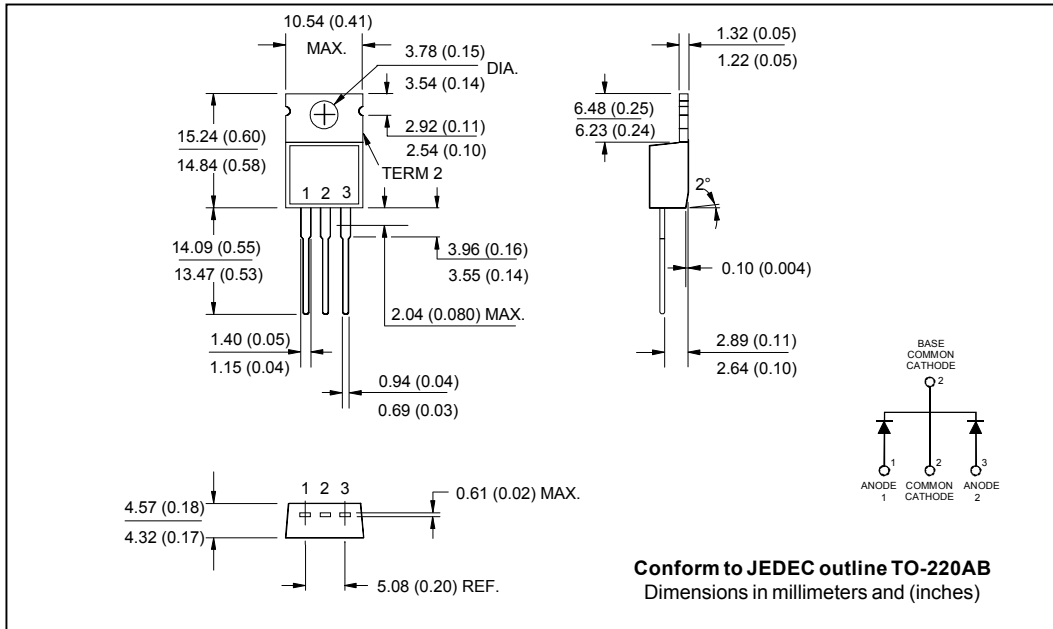 10.54 (0.41)
MAX.
3.78 (0.15)
3.54 (0.14)
DIA.
2.92 (0.11)
2.54 (0.10)
TERM 2
15.24 (0.60)
14.84 (0.58)
1 2 3
14.09 (0.55)
13.47 (0.53)
3.96 (0.16)
3.55 (0.14)
2.04 (0.080) MAX.
1.40 (0.05)
1.15 (0.04)
0.94 (0.04)
0.69 (0.03)
1.32 (0.05)
1.22 (0.05)
6.48 (0.25)
6.23 (0.24)
2°
0.10 (0.004)
2.89 (0.11)
2.64 (0.10)
BASE
COMMON
CATHODE
2
1 2 3
ANODE
1
COMMON
CATHODE
ANODE
2
1 2 3
4.57 (0.18)
4.32 (0.17)
0.61 (0.02) MAX.
5.08 (0.20) REF.
Conform to JEDEC outline TO-220AB
Dimensions in millimeters and (inches)